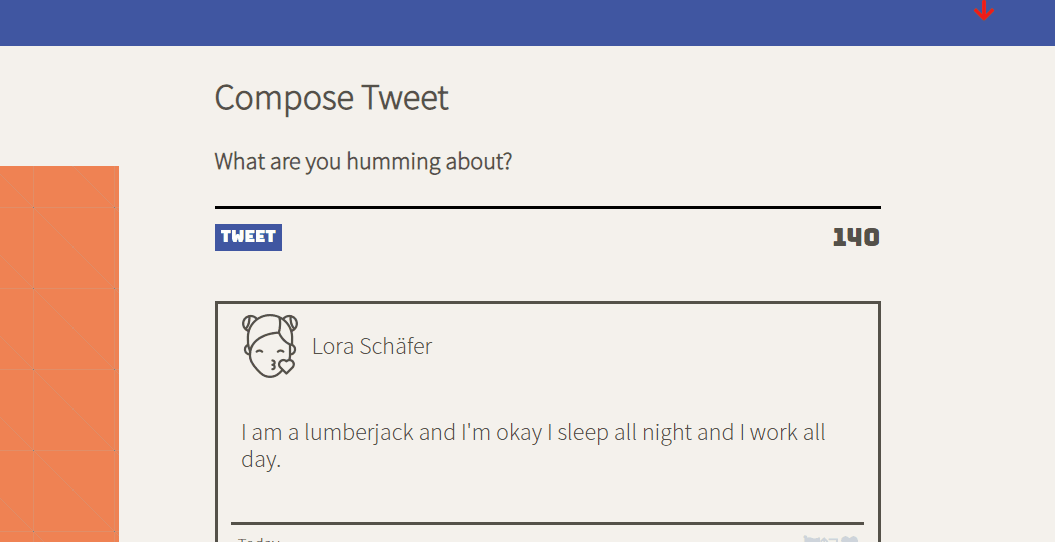 Compose Tweet
What are you humming about?
TWEET
140
Lora Schäfer
I am a lumberjack and I'm okay I sleep all night and I work all
day.